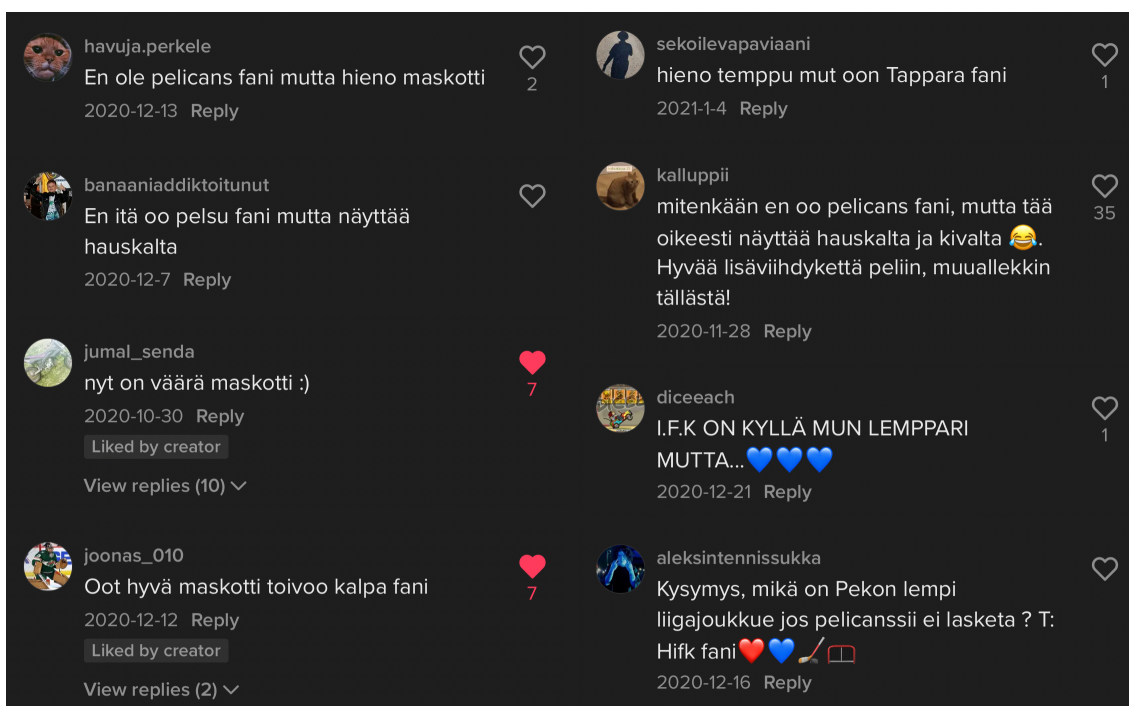 havuja.perkele
En ole pelicans fani mutta hieno maskotti
2
2020-12-13 Reply
banaaniaddiktoitunut
En itä oo pelsu fani mutta näyttää
hauskalta
2020-12-7 Reply
jumal_senda
nyt on väärä maskotti :)
7
2020-10-30 Reply
Liked by creator
View replies (10)
joonas_010
Oot hyvä maskotti toivoo kalpa fani
7
2020-12-12 Reply
Liked by creator
View replies (2)
sekoilevapaviaani
hieno temppu mut oon Tappara fani
1
2021-1-4 Reply
kalluppii
mitenkään en oo pelicans fani, mutta tää
35
oikeesti näyttää hauskalta ja kivalta 😂.
Hyvää lisäviihdykettä peliin, muuallekkin
tällästä!
2020-11-28 Reply
diceeach
I.F.K ON KYLLÄ MUN LEMPPARI
1
MUTTA...💙💙💙
2020-12-21 Reply
aleksintennissukka
Kysymys, mikä on Pekon lempi
liigajoukkue jos pelicanssii ei lasketa ? T:
Hifk fani❤️💙🏒🥅
2020-12-16 Reply